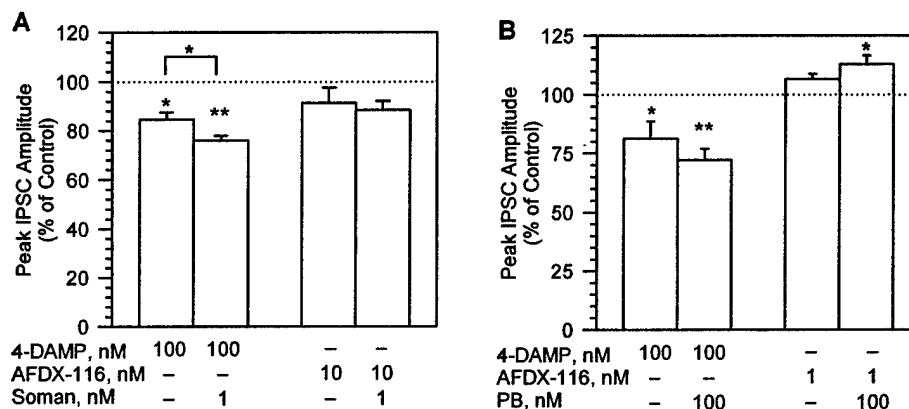 A
Peak IPSC Amplitude
(% of Control)
120
100
80
60
40
20
0
*
*
**
4-DAMP, nM 100 100 – –
AFDX-116, nM – – 10 10
Soman, nM – 1 – 1
B
Peak IPSC Amplitude
(% of Control)
125
100
75
50
25
0
*
**
*
4-DAMP, nM 100 100 – –
AFDX-116, nM – – 1 1
PB, nM – 100 – 100